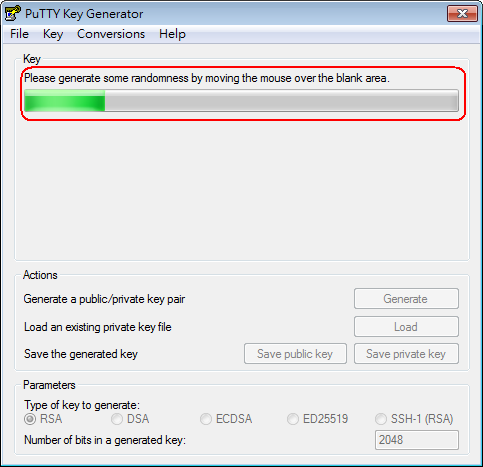 PuTTY Key Generator
File Key Conversions Help
Key
Please generate some randomness by moving the mouse over the blank area.
Actions
Generate a public/private key pair Generate
Load an existing private key file Load
Save the generated key Save public key Save private key
Parameters
Type of key to generate:
RSA DSA ECDSA ED25519 SSH-1 (RSA)
Number of bits in a generated key: 2048